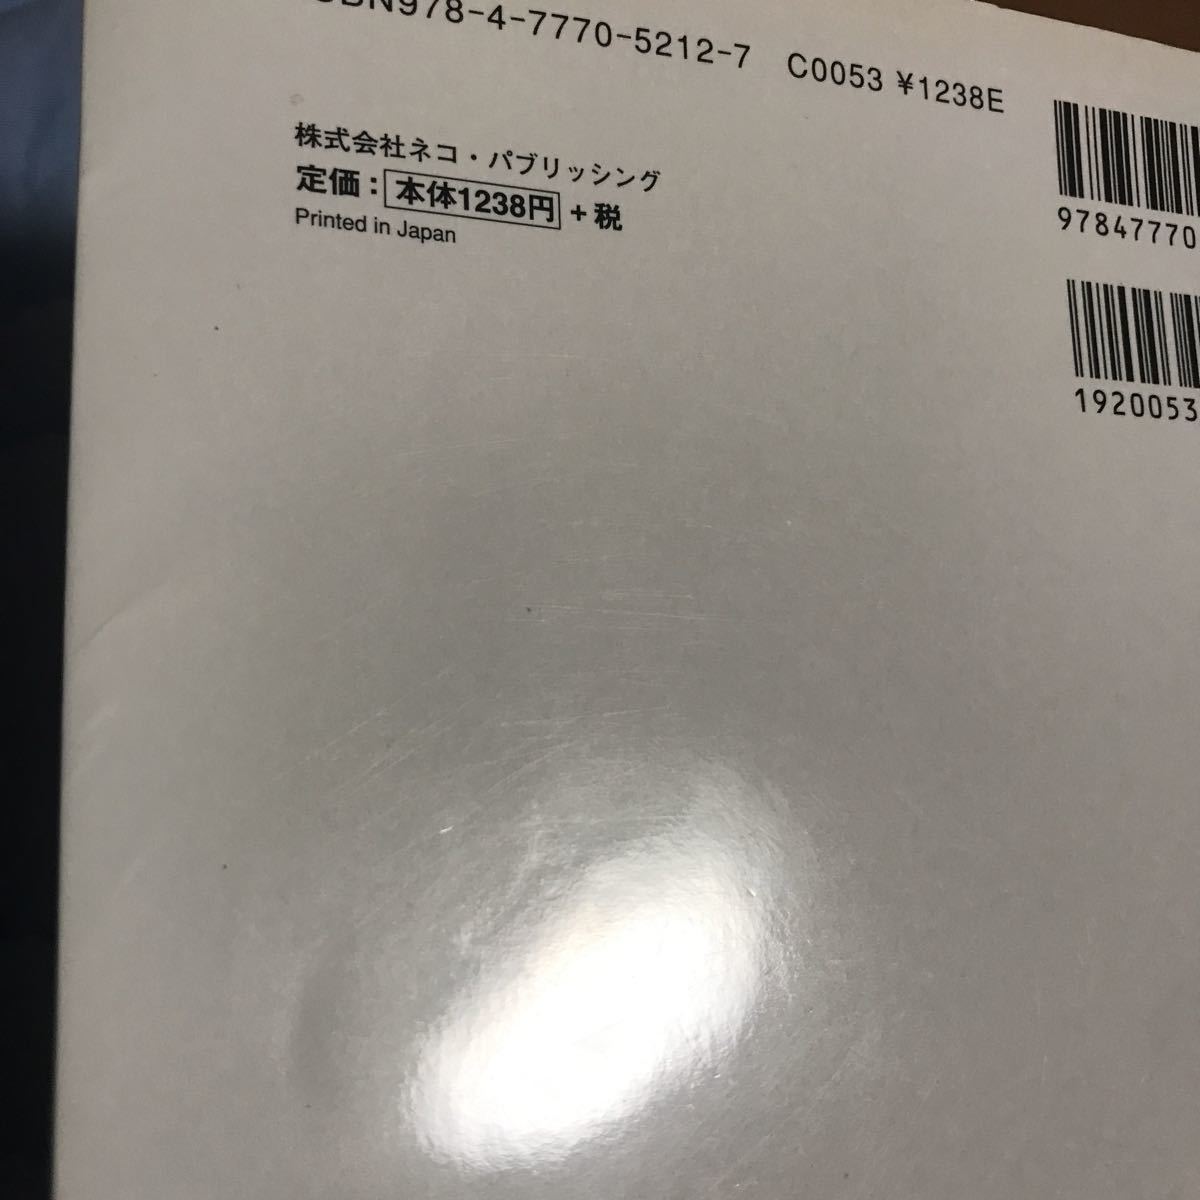 ISBN978-4-7770-5212-7 C0053 ¥1238E
株式会社ネコ・パブリッシング
定価：本体1238円＋税
Printed in Japan
97847770
1920053